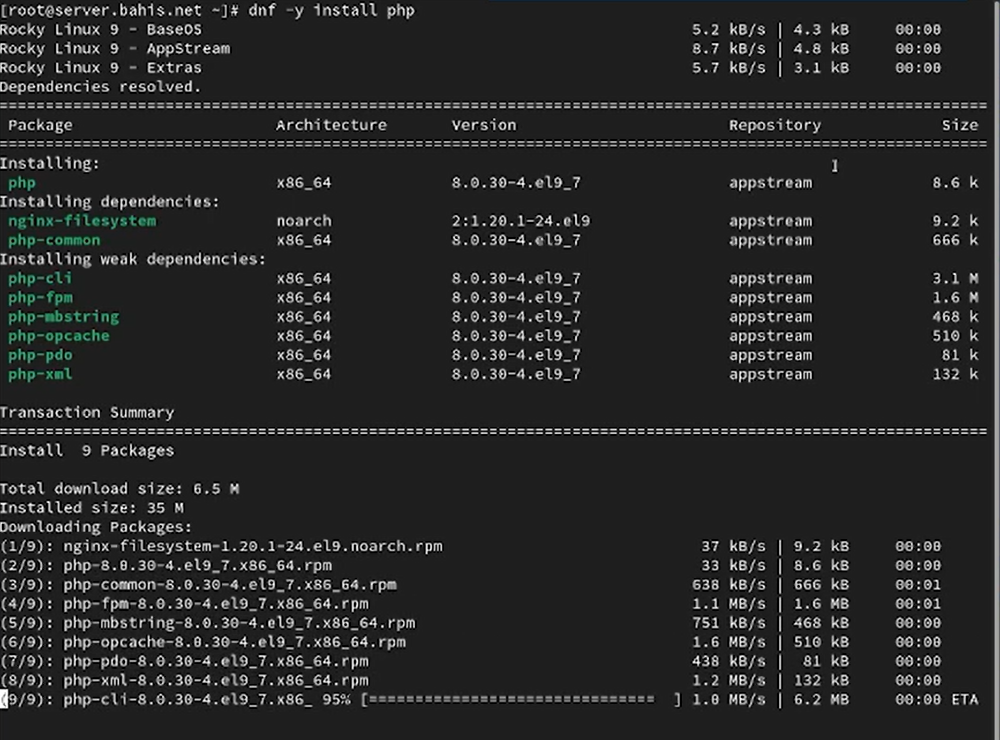 [root@server.bahis.net ~]# dnf -y install php
Rocky Linux 9 - BaseOS 5.2 kB/s | 4.3 kB 00:00
Rocky Linux 9 - AppStream 8.7 kB/s | 4.8 kB 00:00
Rocky Linux 9 - Extras 5.7 kB/s | 3.1 kB 00:00
Dependencies resolved.
Package Architecture Version Repository Size
Installing:
php x86_64 8.0.30-4.el9_7 appstream 8.6 k
Installing dependencies:
nginx-filesystem noarch 2:1.20.1-24.el9 appstream 9.2 k
php-common x86_64 8.0.30-4.el9_7 appstream 666 k
Installing weak dependencies:
php-cli x86_64 8.0.30-4.el9_7 appstream 3.1 M
php-fpm x86_64 8.0.30-4.el9_7 appstream 1.6 M
php-mbstring x86_64 8.0.30-4.el9_7 appstream 468 k
php-opcache x86_64 8.0.30-4.el9_7 appstream 510 k
php-pdo x86_64 8.0.30-4.el9_7 appstream 81 k
php-xml x86_64 8.0.30-4.el9_7 appstream 132 k
Transaction Summary
Install 9 Packages
Total download size: 6.5 M
Installed size: 35 M
Downloading Packages:
(1/9): nginx-filesystem-1.20.1-24.el9.noarch.rpm 37 kB/s | 9.2 kB 00:00
(2/9): php-8.0.30-4.el9_7.x86_64.rpm 33 kB/s | 8.6 kB 00:00
(3/9): php-common-8.0.30-4.el9_7.x86_64.rpm 638 kB/s | 666 kB 00:01
(4/9): php-fpm-8.0.30-4.el9_7.x86_64.rpm 1.1 MB/s | 1.6 MB 00:01
(5/9): php-mbstring-8.0.30-4.el9_7.x86_64.rpm 751 kB/s | 468 kB 00:00
(6/9): php-opcache-8.0.30-4.el9_7.x86_64.rpm 1.6 MB/s | 510 kB 00:00
(7/9): php-pdo-8.0.30-4.el9_7.x86_64.rpm 438 kB/s | 81 kB 00:00
(8/9): php-xml-8.0.30-4.el9_7.x86_64.rpm 1.2 MB/s | 132 kB 00:00
(9/9): php-cli-8.0.30-4.el9_7.x86_ 95% [=============================== ] 1.0 MB/s | 6.2 MB 00:00 ETA